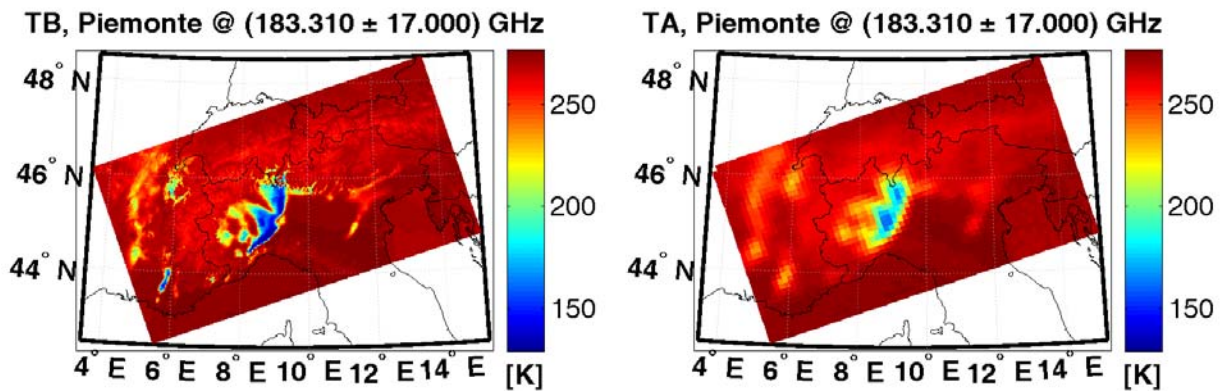 TB, Piemonte @ (183.310 ± 17.000) GHz
48° N
46° N
44° N
4° E 6° E 8° E 10° E 12° E 14° E
250
200
150
[K]
TA, Piemonte @ (183.310 ± 17.000) GHz
48° N
46° N
44° N
4° E 6° E 8° E 10° E 12° E 14° E
250
200
150
[K]